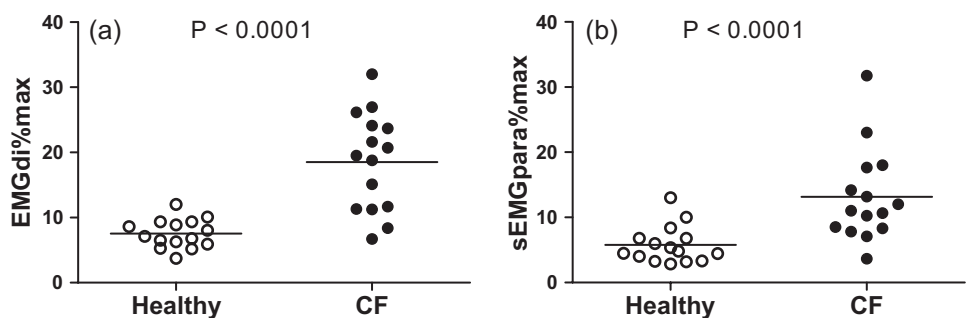 (a) P < 0.0001
EMGdi%max
40
30
20
10
0
Healthy CF
(b) P < 0.0001
sEMGpara%max
40
30
20
10
0
Healthy CF